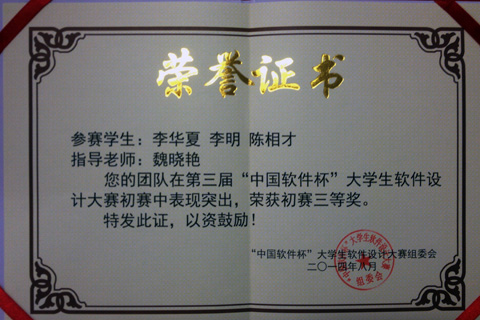 荣誉证书
参赛学生：李华夏 李明 陈相才
指导老师：魏晓艳
您的团队在第三届“中国软件杯”大学生软件设
计大赛初赛中表现突出，荣获初赛三等奖。
特发此证，以资鼓励！
“中国软件杯”大学生软件设计大赛组委会
二〇一四年八月